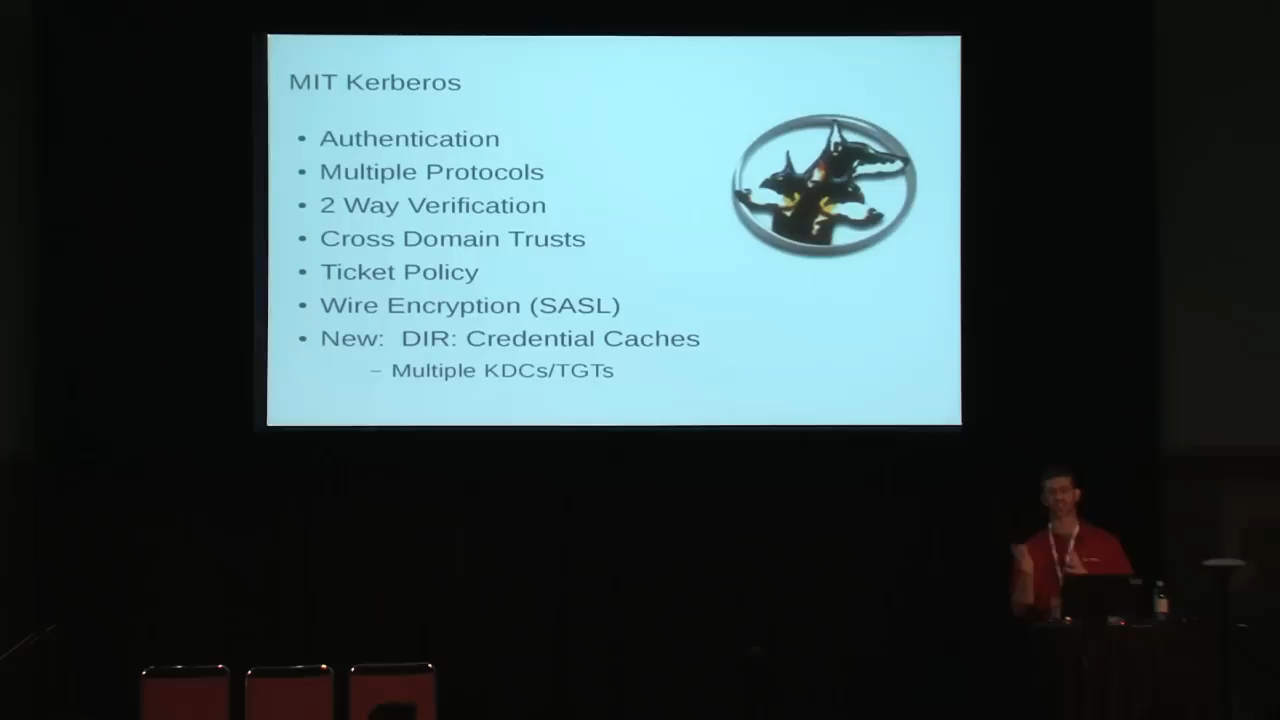 MIT Kerberos
• Authentication
• Multiple Protocols
• 2 Way Verification
• Cross Domain Trusts
• Ticket Policy
• Wire Encryption (SASL)
• New: DIR: Credential Caches
– Multiple KDCs/TGTs